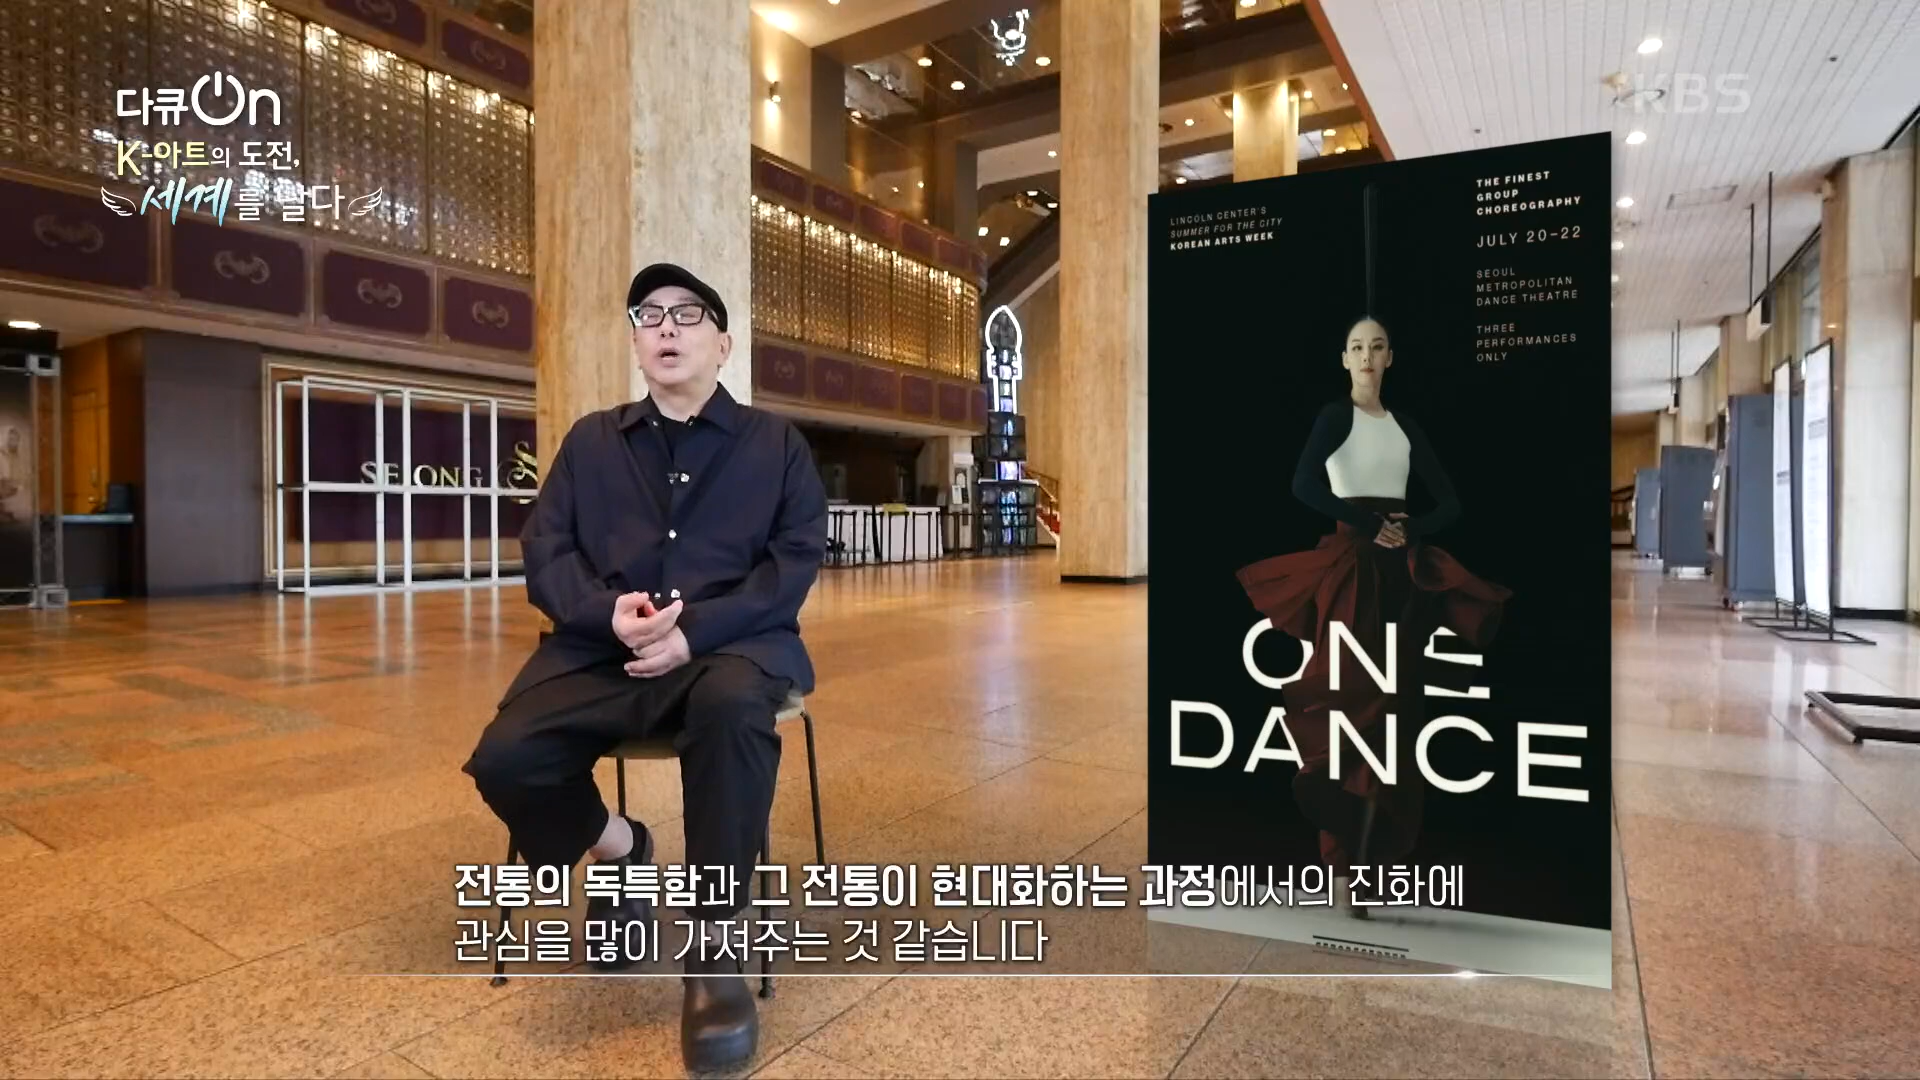 다큐On
K-아트의 도전,
세계를 날다
KBS
SEJONG
LINCOLN CENTER'S
SUMMER FOR THE CITY
KOREAN ARTS WEEK
THE FINEST
GROUP
CHOREOGRAPHY
JULY 20–22
SEOUL
METROPOLITAN
DANCE THEATRE
THREE
PERFORMANCES
ONLY
ONE
DANCE
전통의 독특함과 그 전통이 현대화하는 과정에서의 진화에
관심을 많이 가져주는 것 같습니다